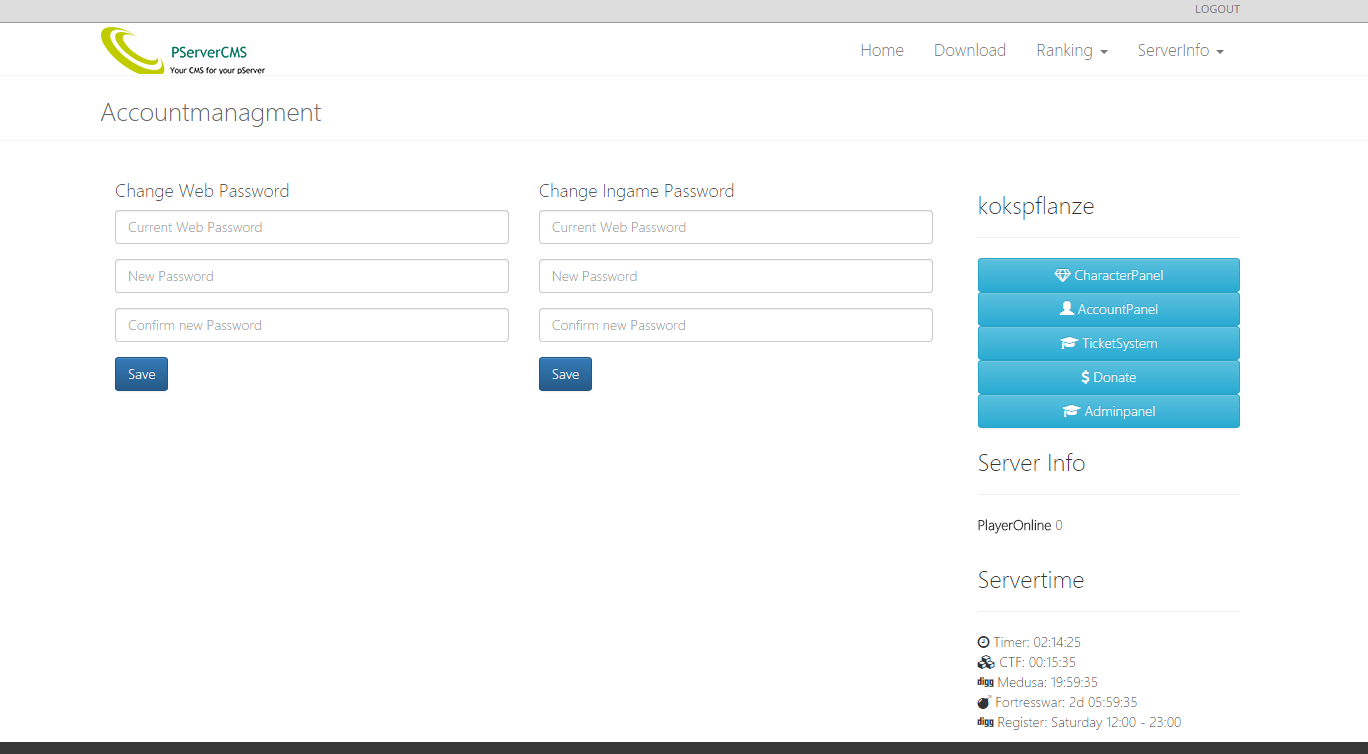 LOGOUT
PServerCMS
Your CMS for your pServer
Home Download Ranking ServerInfo
Accountmanagment
Change Web Password
Current Web Password
New Password
Confirm new Password
Save
Change Ingame Password
Current Web Password
New Password
Confirm new Password
Save
kokspflanze
CharacterPanel
AccountPanel
TicketSystem
$ Donate
Adminpanel
Server Info
PlayerOnline 0
Servertime
Timer: 02:14:25
CTF: 00:15:35
digg Medusa: 19:59:35
Fortresswar: 2d 05:59:35
digg Register: Saturday 12:00 - 23:00